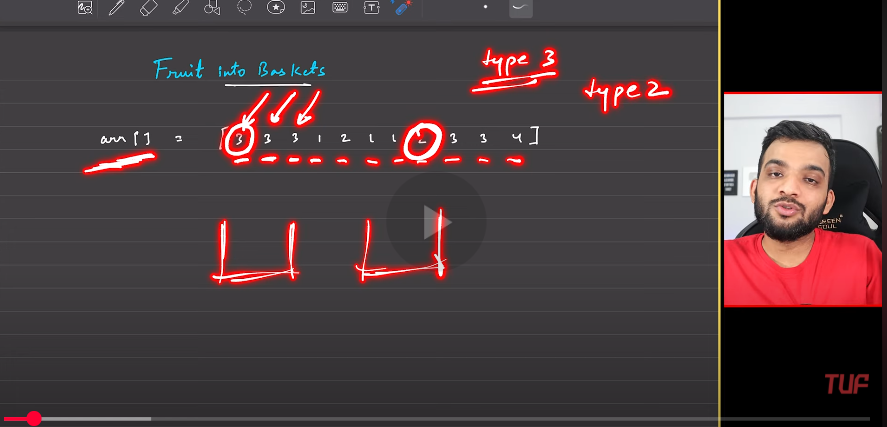 type 3
Fruit into Baskets
type 2
arr[] = [3 3 3 1 2 1 1 2 3 3 4]
TUF